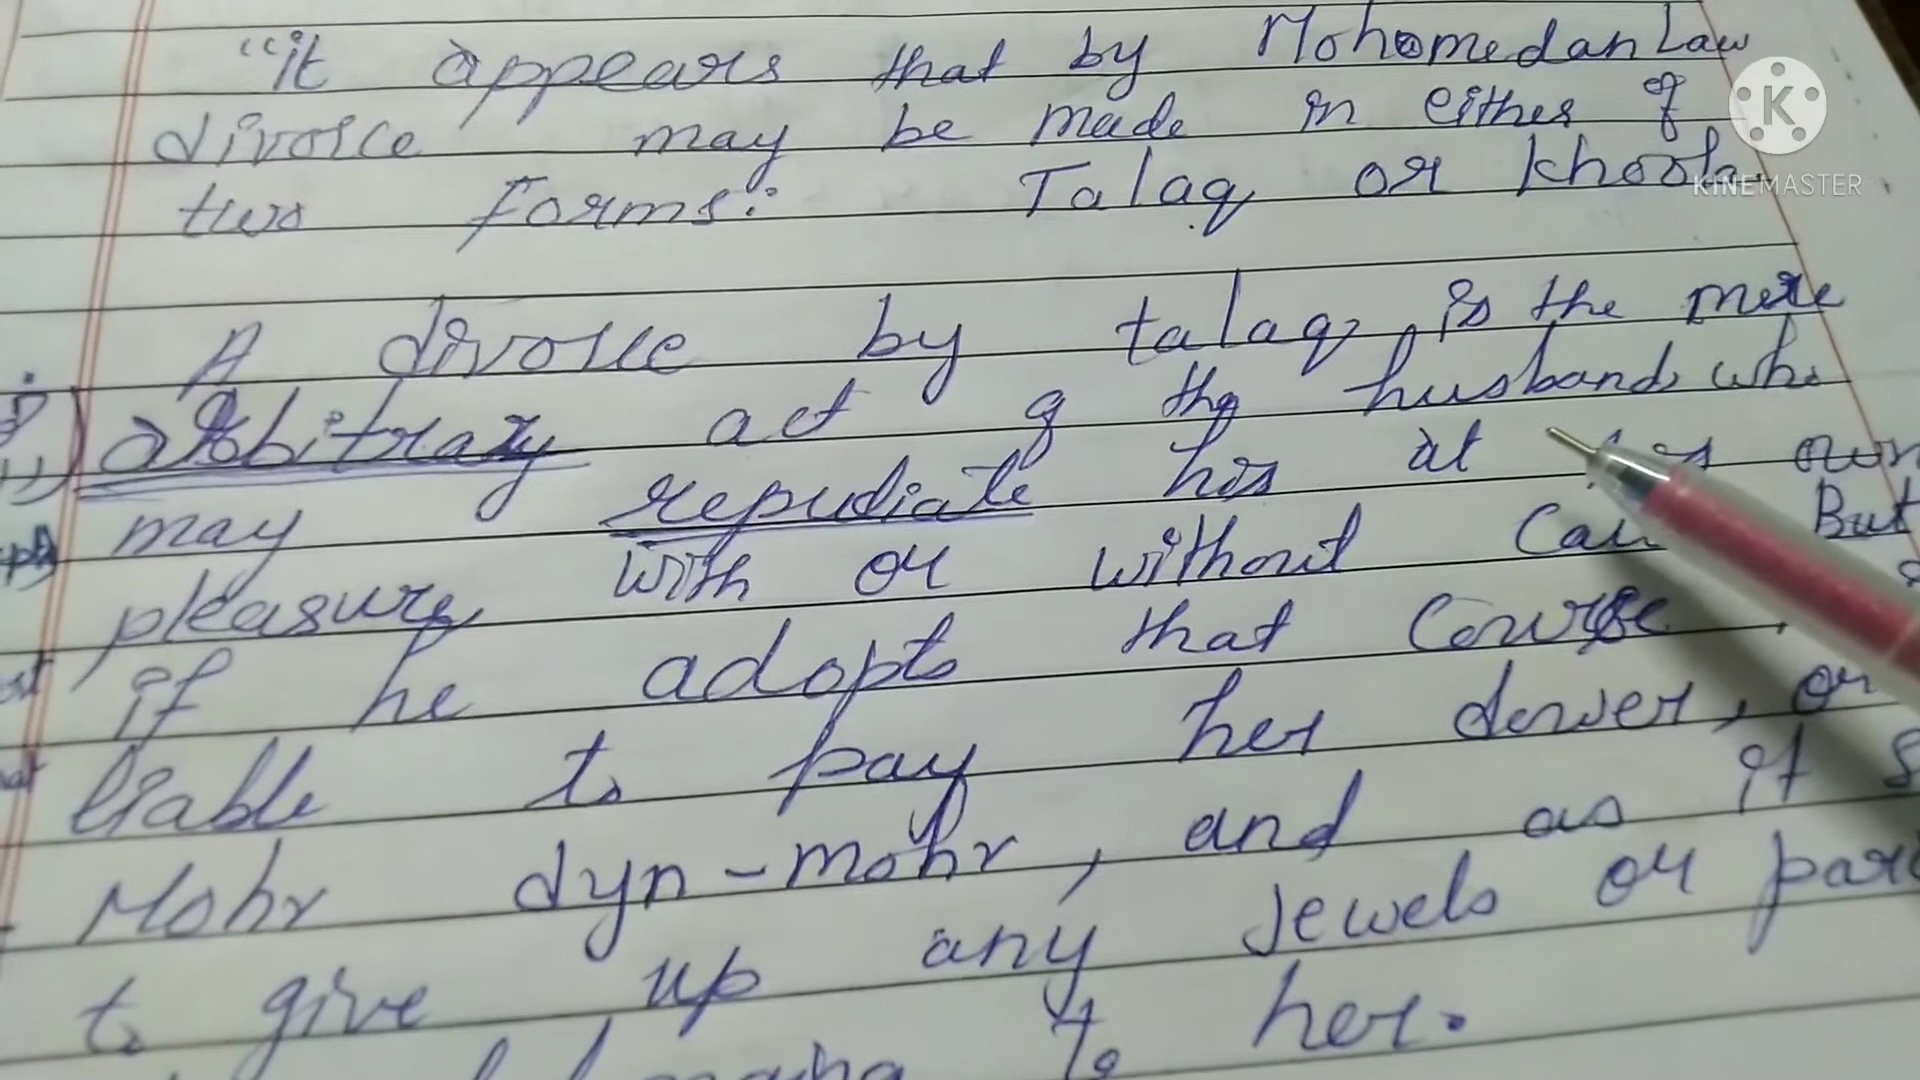 "it appears that by Mohomedan Law
divorce may be made in either of
two forms: Talaq or Khoola
A divorce by talaq, is the mere
arbitrary act of the husband, who
may repudiate his at own
pleasure, with or without But
if he adopts that course
liable to pay her dower, or
Mohr dyn-mohr, and as if
to give up any Jewels or
to her.
K
KINEMASTER